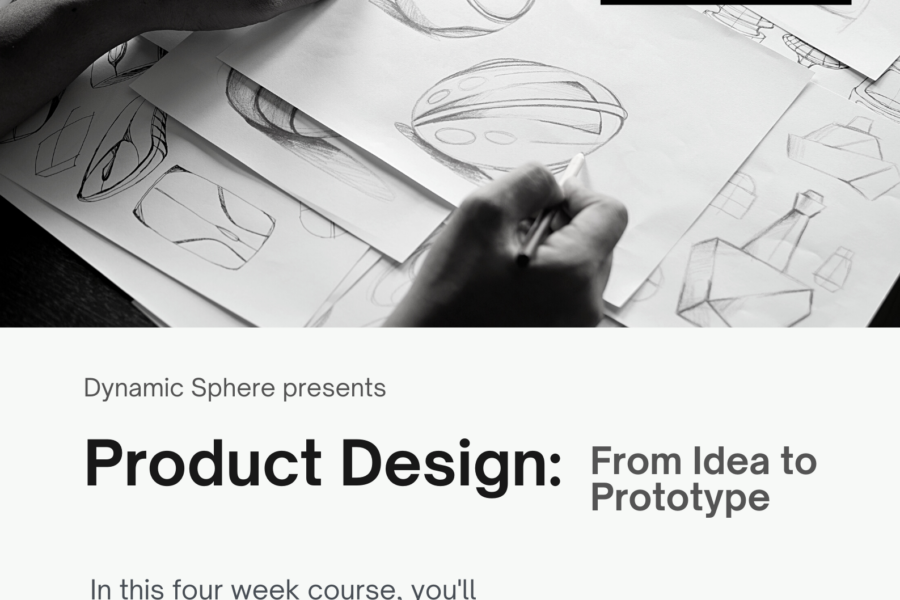 Dynamic Sphere presents
Product Design:
From Idea to
Prototype
In this four week course, you'll